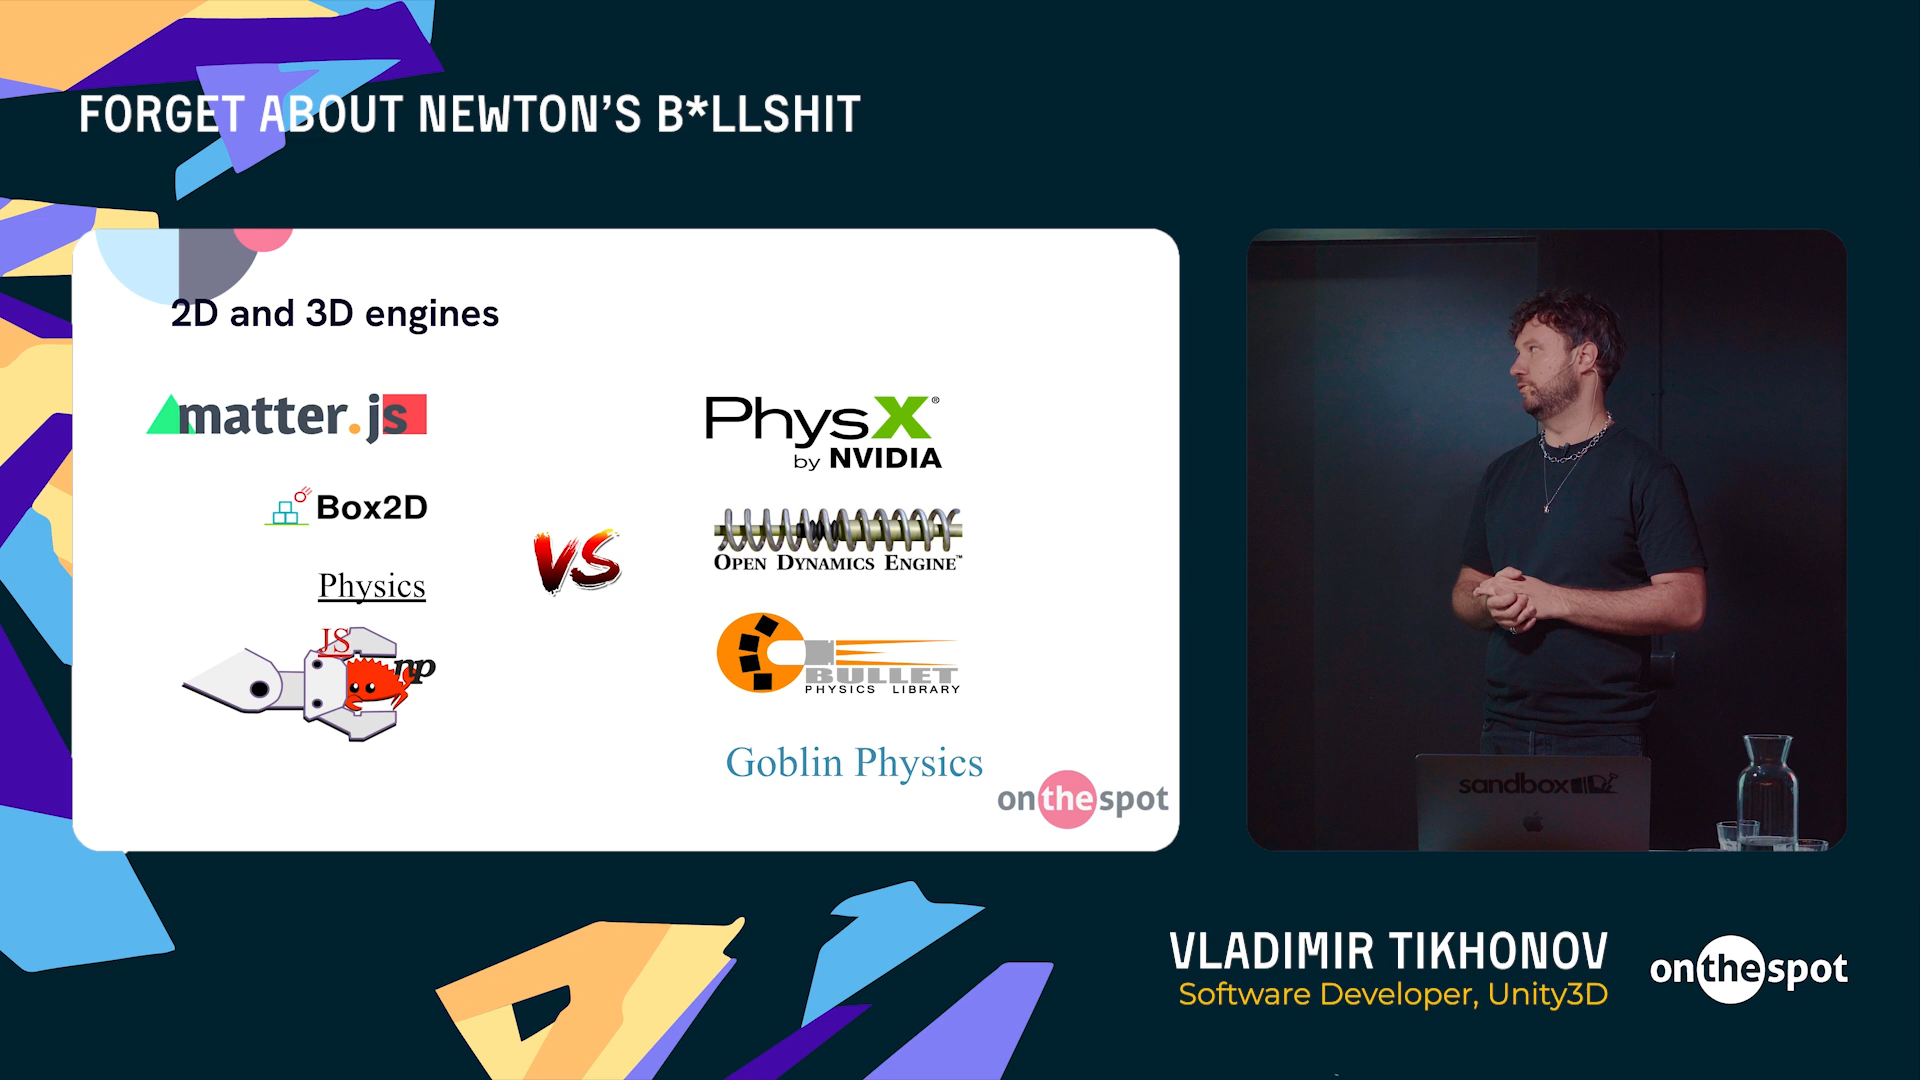 FORGET ABOUT NEWTON'S B*LLSHIT
2D and 3D engines
matter.js
Box2D
Physics
JS
np
VS
PhysX®
by NVIDIA
OPEN DYNAMICS ENGINE™
BULLET
PHYSICS LIBRARY
Goblin Physics
onthespot
sandbox
VLADIMIR TIKHONOV
Software Developer, Unity3D
onthespot